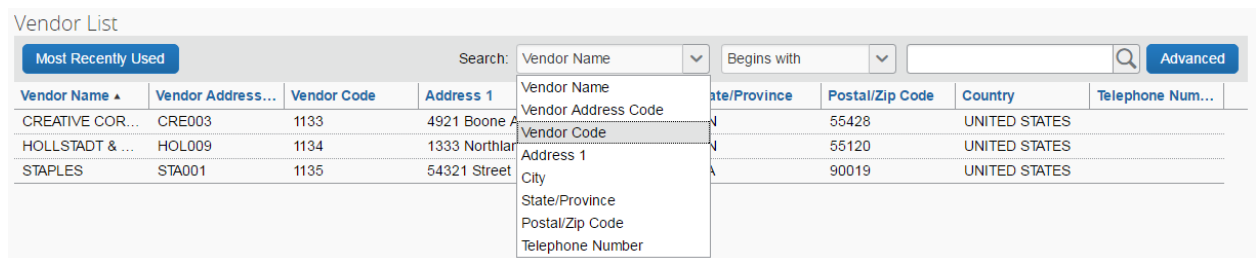 Vendor List
Most Recently Used Search: Vendor Name Begins with Advanced
Vendor Name Vendor Address... Vendor Code Address 1 ate/Province Postal/Zip Code Country Telephone Num...
CREATIVE COR... CRE003 1133 4921 Boone A N 55428 UNITED STATES
HOLLSTADT & ... HOL009 1134 1333 Northlan N 55120 UNITED STATES
STAPLES STA001 1135 54321 Street A 90019 UNITED STATES
Vendor Name
Vendor Address Code
Vendor Code
Address 1
City
State/Province
Postal/Zip Code
Telephone Number